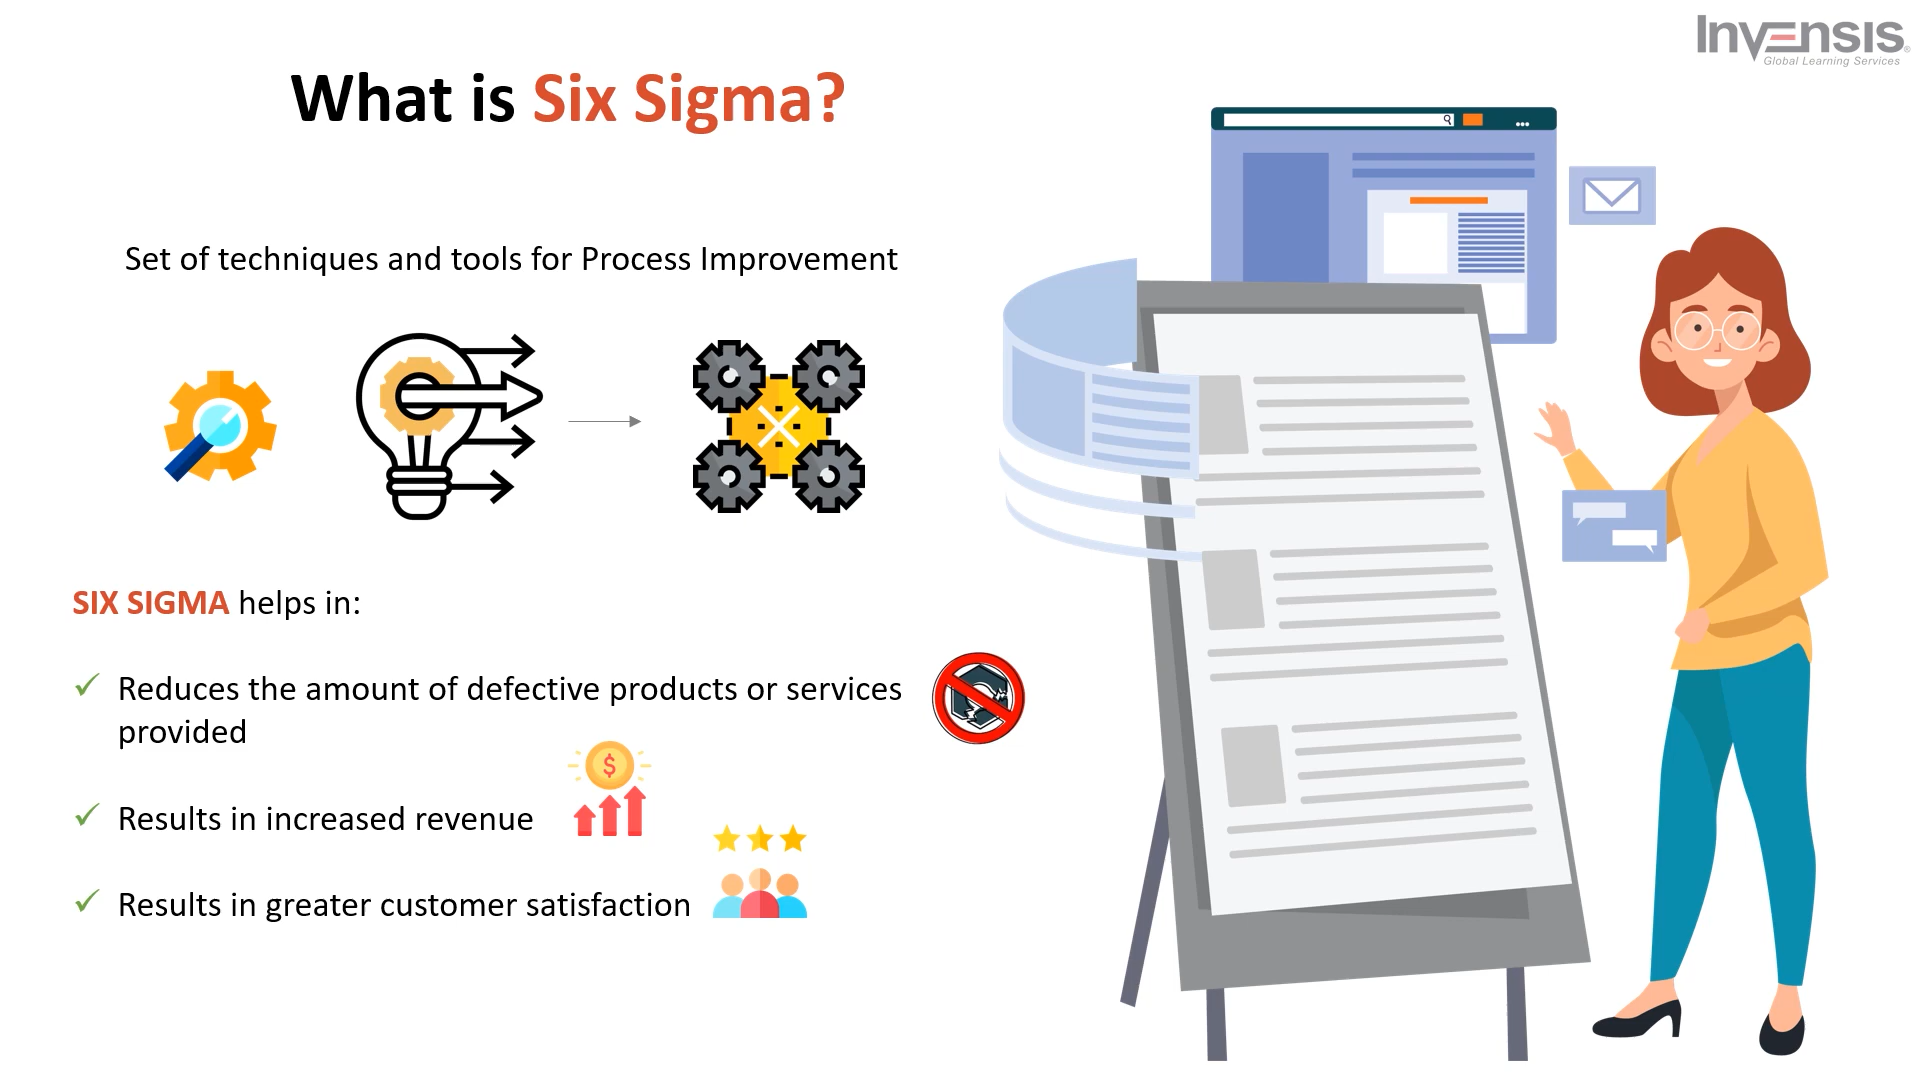 Invensis
Global Learning Services
What is Six Sigma?
Set of techniques and tools for Process Improvement
SIX SIGMA helps in:
Reduces the amount of defective products or services
provided
$
Results in increased revenue
Results in greater customer satisfaction